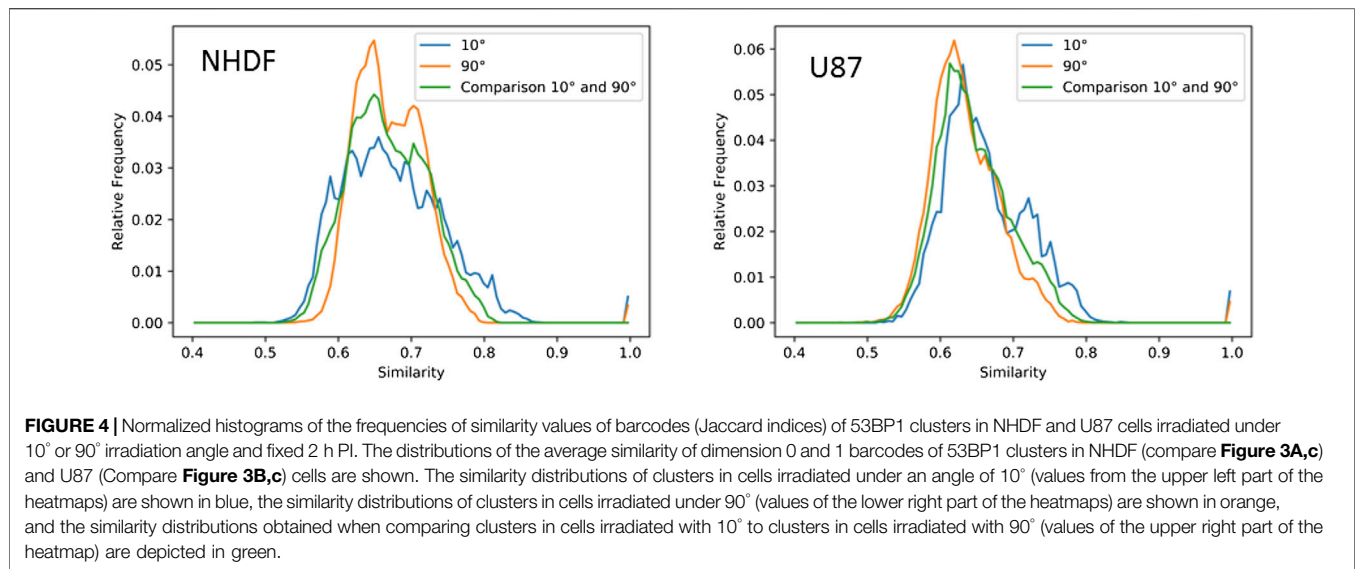 NHDF
10°
90°
Comparison 10° and 90°
Relative Frequency
0.05
0.04
0.03
0.02
0.01
0.00
0.4 0.5 0.6 0.7 0.8 0.9 1.0
Similarity
U87
10°
90°
Comparison 10° and 90°
Relative Frequency
0.06
0.05
0.04
0.03
0.02
0.01
0.00
0.4 0.5 0.6 0.7 0.8 0.9 1.0
Similarity
FIGURE 4 | Normalized histograms of the frequencies of similarity values of barcodes (Jaccard indices) of 53BP1 clusters in NHDF and U87 cells irradiated under
10° or 90° irradiation angle and fixed 2 h PI. The distributions of the average similarity of dimension 0 and 1 barcodes of 53BP1 clusters in NHDF (compare Figure 3A,c)
and U87 (Compare Figure 3B,c) cells are shown. The similarity distributions of clusters in cells irradiated under an angle of 10° (values from the upper left part of the
heatmaps) are shown in blue, the similarity distributions of clusters in cells irradiated under 90° (values of the lower right part of the heatmaps) are shown in orange,
and the similarity distributions obtained when comparing clusters in cells irradiated with 10° to clusters in cells irradiated with 90° (values of the upper right part of the
heatmap) are depicted in green.